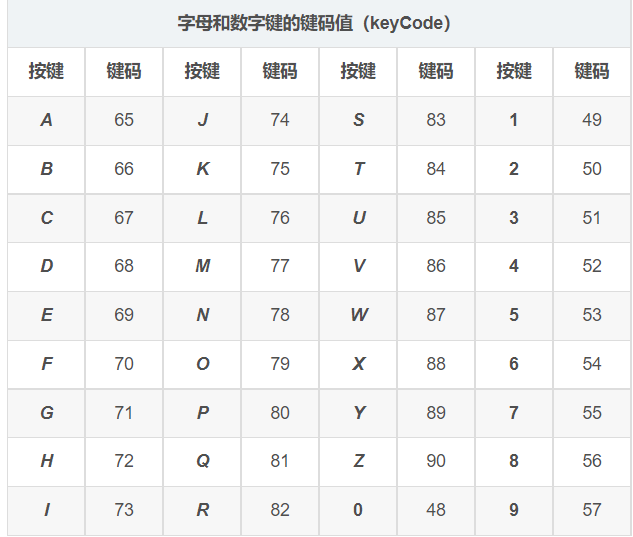 字母和数字键的键码值（keyCode）
按键 键码 按键 键码 按键 键码 按键 键码
A 65 J 74 S 83 1 49
B 66 K 75 T 84 2 50
C 67 L 76 U 85 3 51
D 68 M 77 V 86 4 52
E 69 N 78 W 87 5 53
F 70 O 79 X 88 6 54
G 71 P 80 Y 89 7 55
H 72 Q 81 Z 90 8 56
I 73 R 82 0 48 9 57